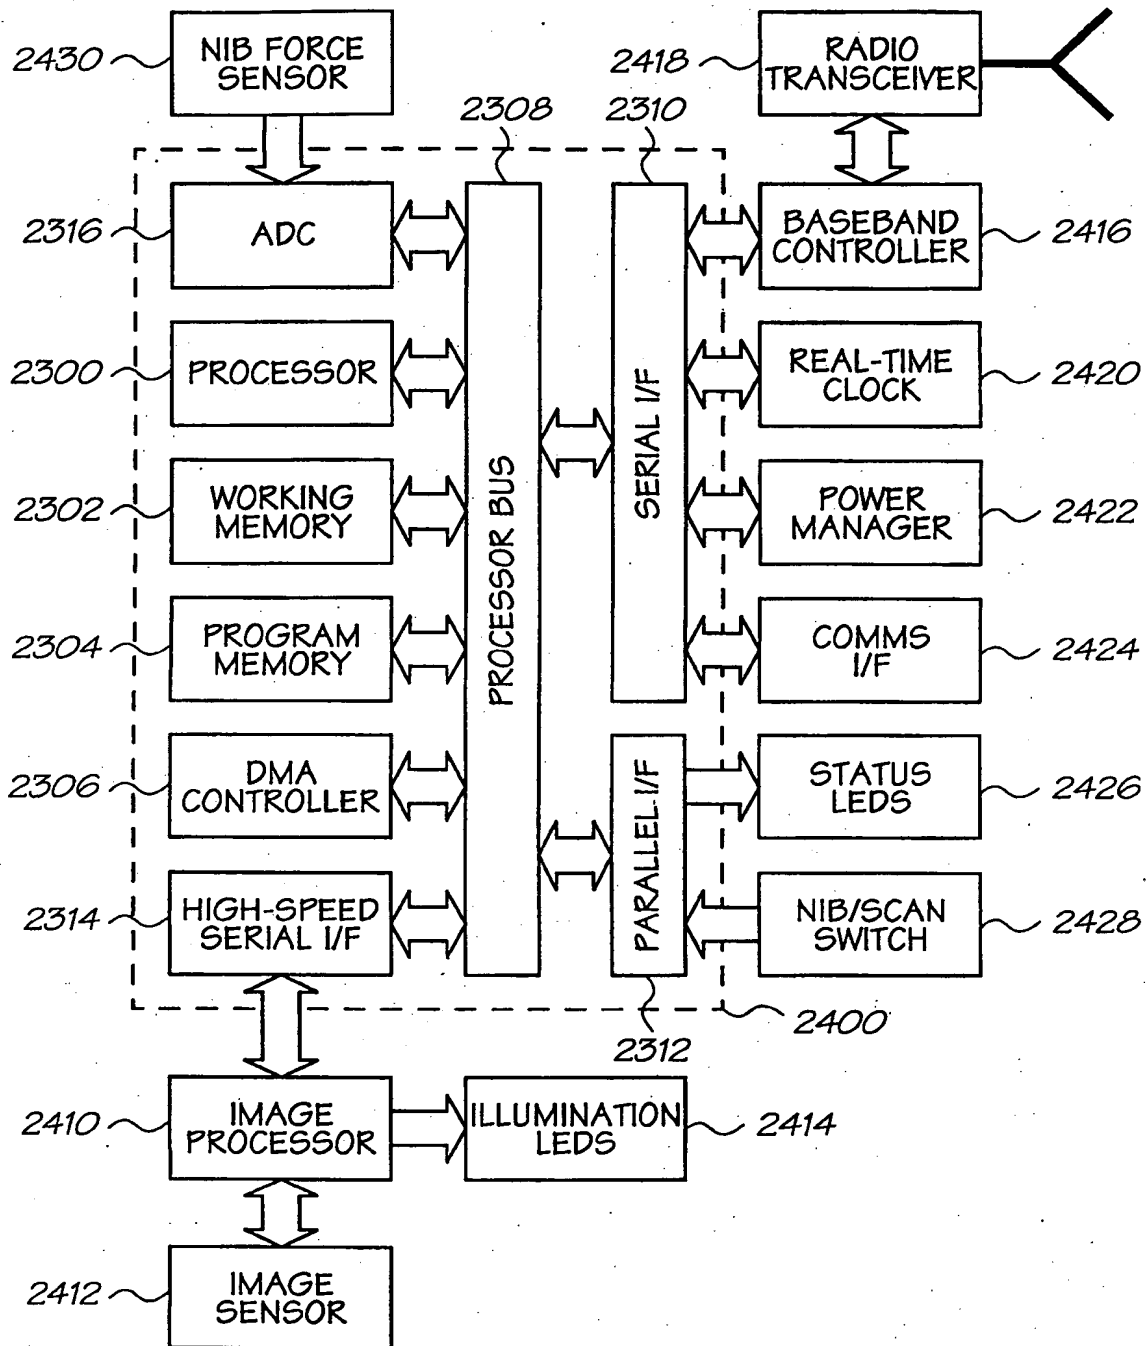 2430
NIB FORCE
SENSOR
2418
RADIO
TRANSCEIVER
2308
2310
2316
ADC
BASEBAND
CONTROLLER
2416
2300
PROCESSOR
REAL-TIME
CLOCK
2420
2302
WORKING
MEMORY
PROCESSOR BUS
SERIAL I/F
POWER
MANAGER
2422
2304
PROGRAM
MEMORY
COMMS
I/F
2424
2306
DMA
CONTROLLER
PARALLEL I/F
STATUS
LEDS
2426
2314
HIGH-SPEED
SERIAL I/F
NIB/SCAN
SWITCH
2428
2312
2400
2410
IMAGE
PROCESSOR
ILLUMINATION
LEDS
2414
2412
IMAGE
SENSOR